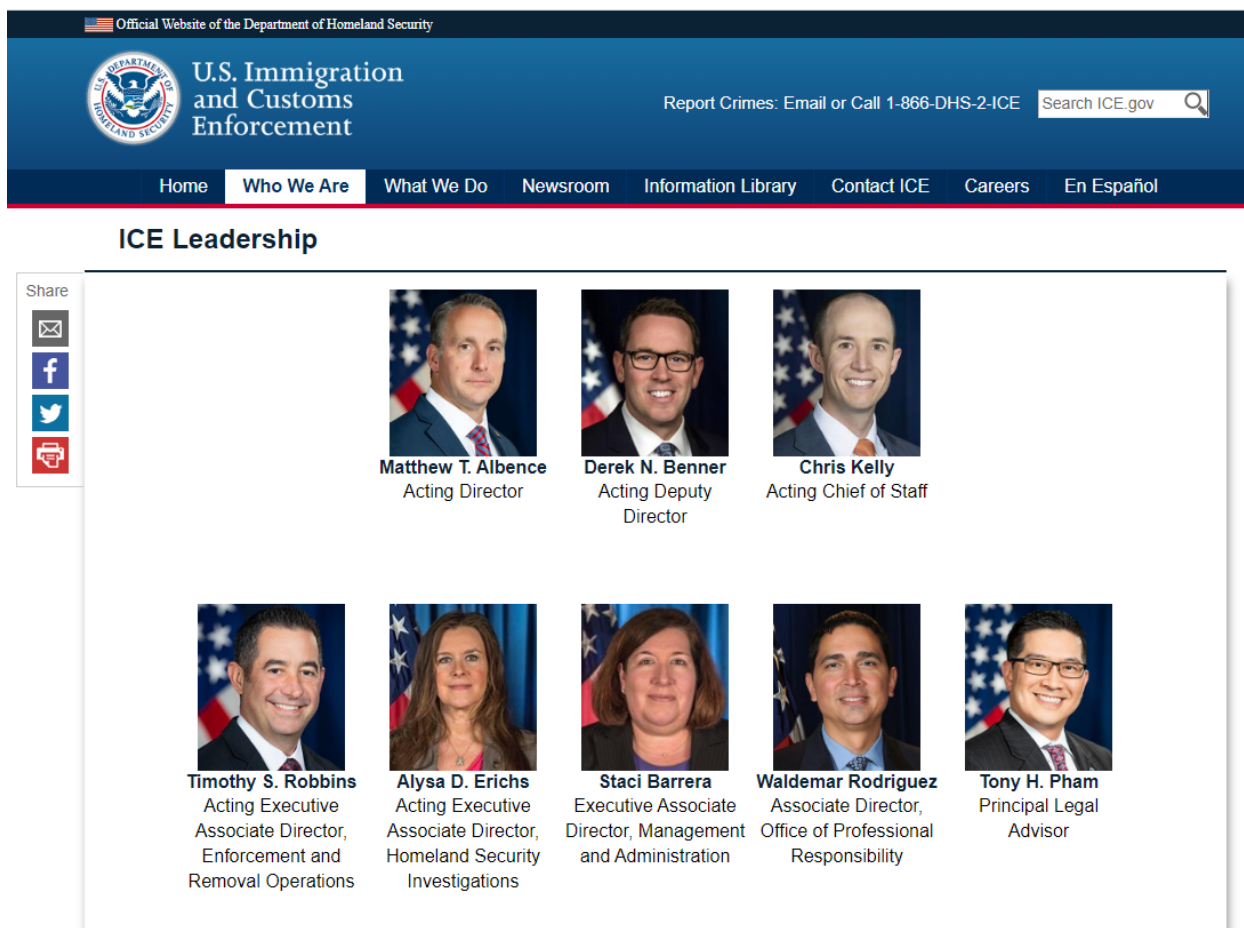 Official Website of the Department of Homeland Security
U.S. DEPARTMENT OF HOMELAND SECURITY
U.S. Immigration
and Customs
Enforcement
Report Crimes: Email or Call 1-866-DHS-2-ICE
Search ICE.gov
Home
Who We Are
What We Do
Newsroom
Information Library
Contact ICE
Careers
En Español
ICE Leadership
Share
Matthew T. Albence
Acting Director
Derek N. Benner
Acting Deputy
Director
Chris Kelly
Acting Chief of Staff
Timothy S. Robbins
Acting Executive
Associate Director,
Enforcement and
Removal Operations
Alysa D. Erichs
Acting Executive
Associate Director,
Homeland Security
Investigations
Staci Barrera
Executive Associate
Director, Management
and Administration
Waldemar Rodriguez
Associate Director,
Office of Professional
Responsibility
Tony H. Pham
Principal Legal
Advisor